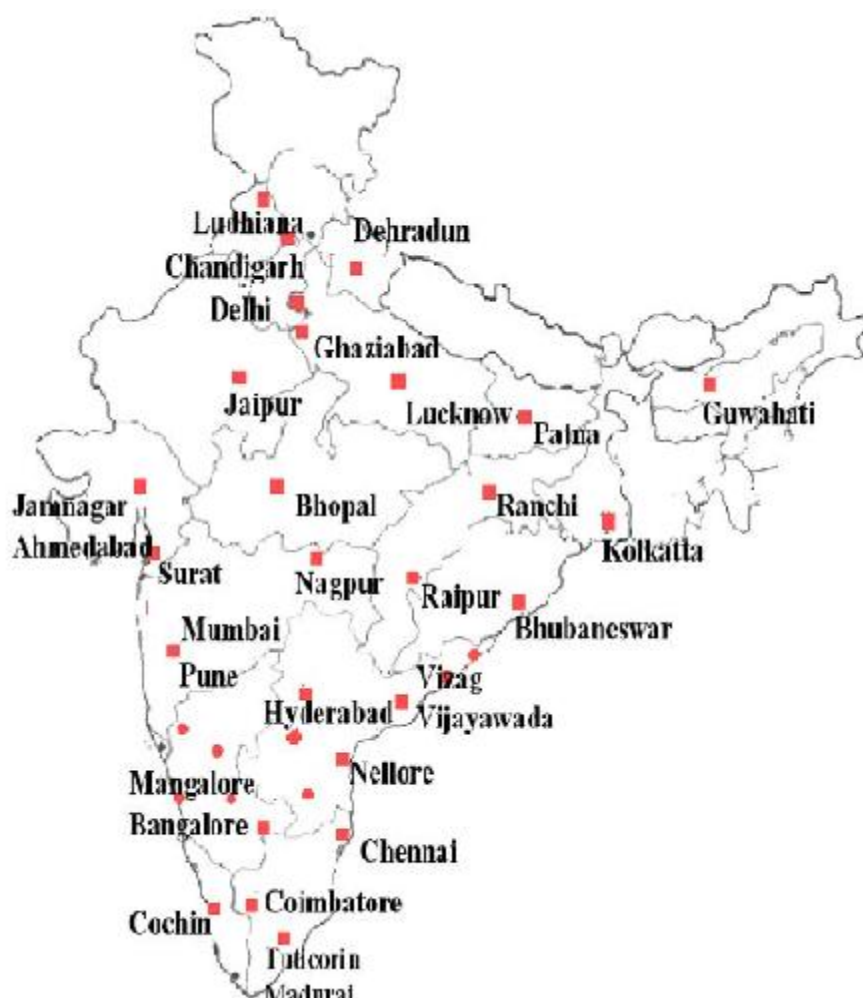 Ludhiana
Dehradun
Chandigarh
Delhi
Ghaziabad
Jaipur
Lucknow
Guwahati
Patna
Jamnagar
Bhopal
Ranchi
Ahmedabad
Kolkatta
Surat
Nagpur
Raipur
Bhubaneswar
Mumbai
Pune
Vizag
Hyderabad
Vijayawada
Nellore
Mangalore
Bangalore
Chennai
Coimbatore
Cochin
Tuticorin
Madurai